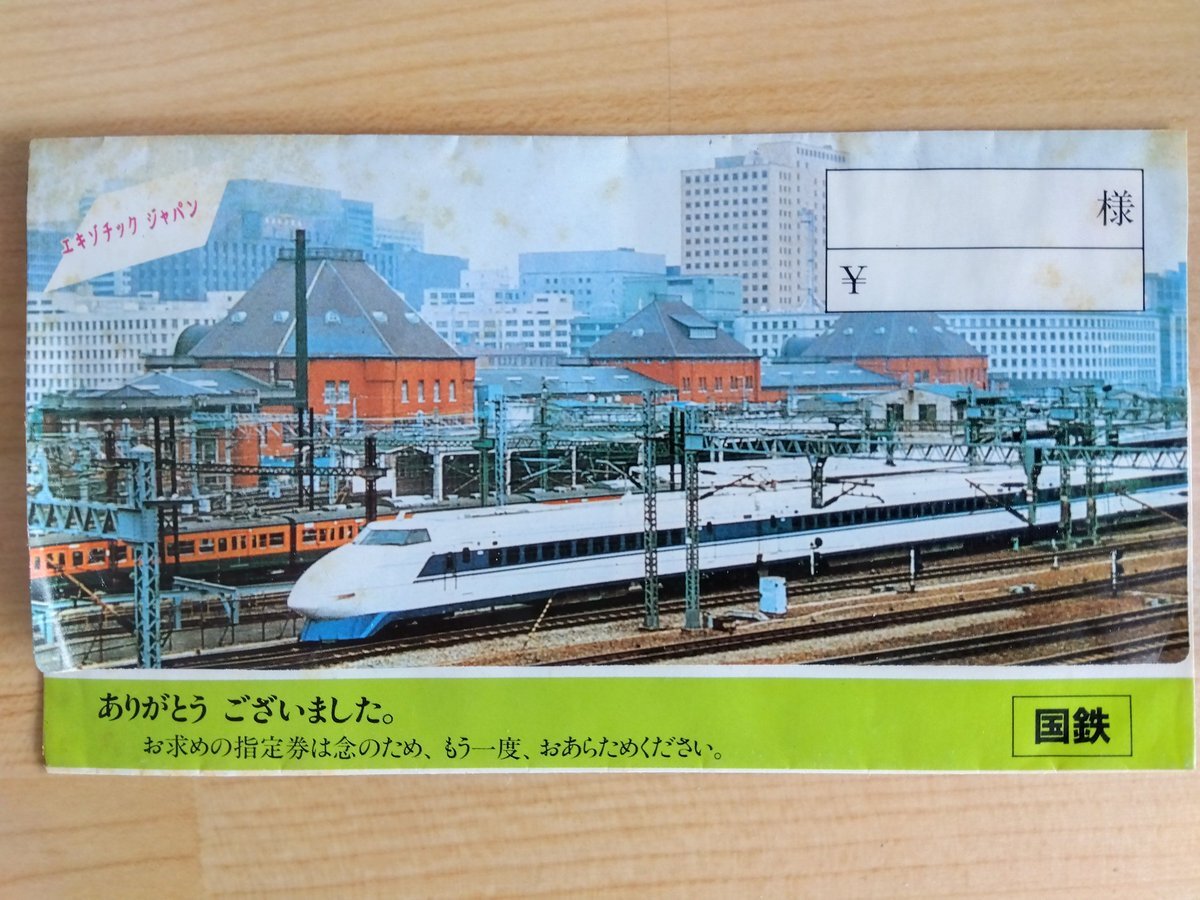 エキゾチック ジャパン
様
¥
ありがとう ございました。
お求めの指定券は念のため、もう一度、おあらためください。
国鉄